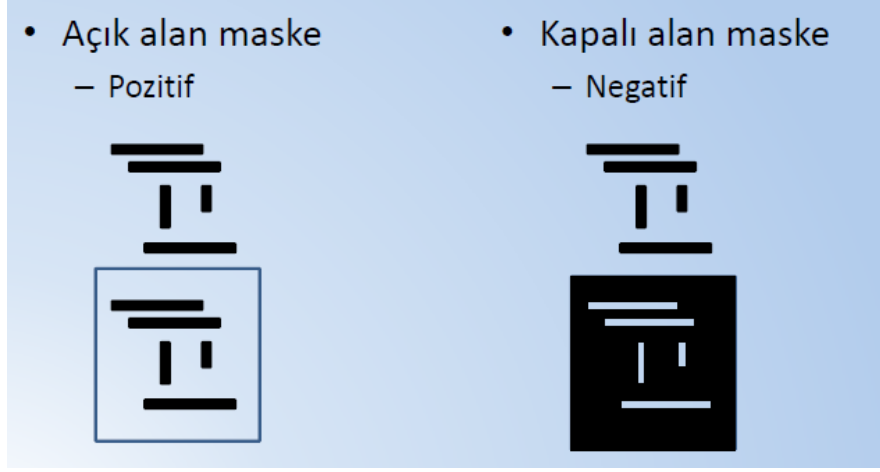 • Açık alan maske
– Pozitif
• Kapalı alan maske
– Negatif